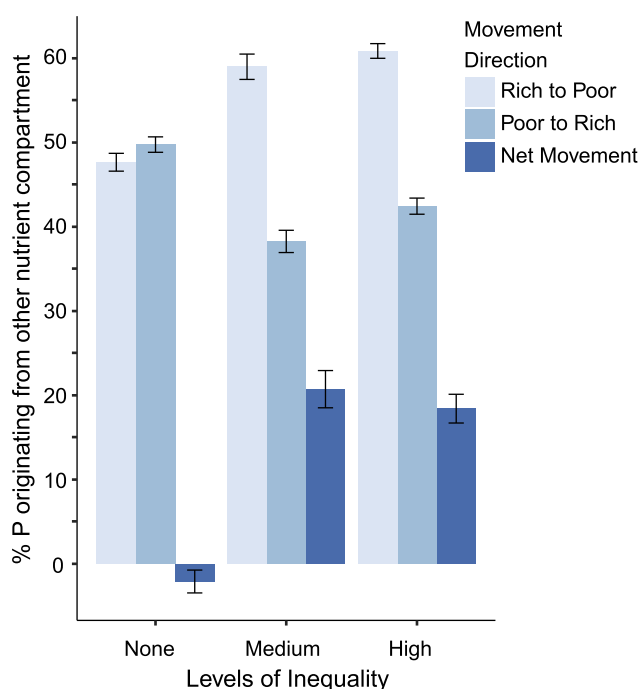 Movement
Direction
Rich to Poor
Poor to Rich
Net Movement
% P originating from other nutrient compartment
60
50
40
30
20
10
0
None Medium High
Levels of Inequality